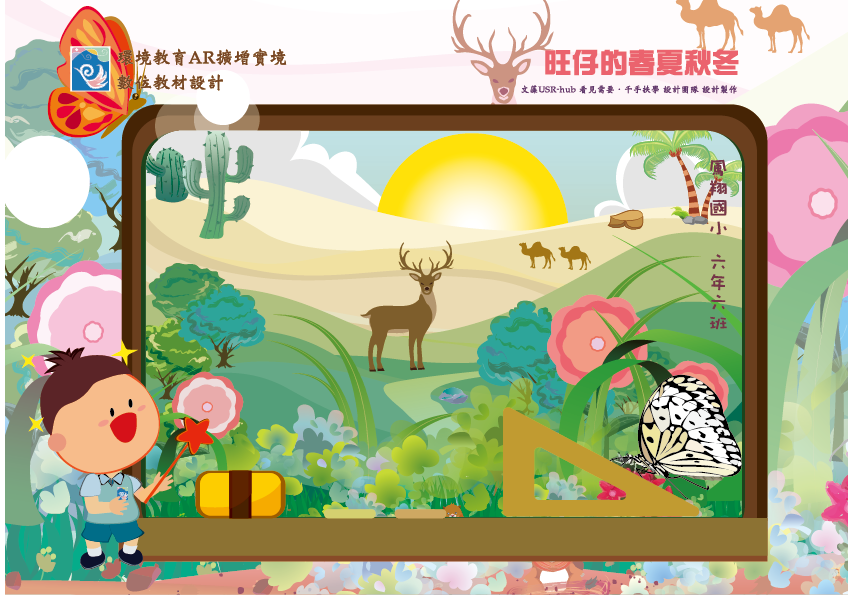 環境教育AR擴增實境
數位教材設計
旺仔的春夏秋冬
文藻USR-hub 看見需要・千手扶學 設計團隊 設計製作
鳳翔國小 六年六班